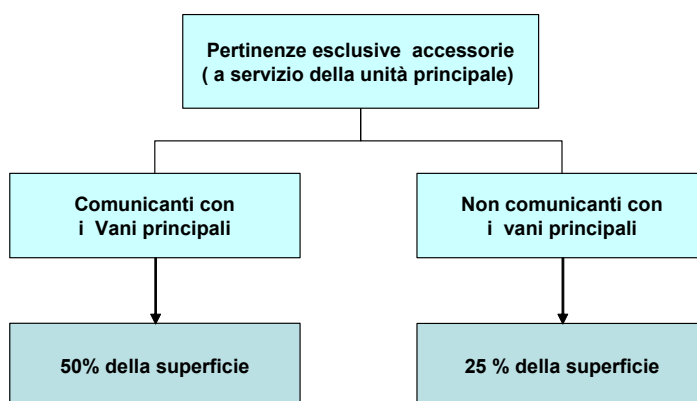 Pertinenze esclusive accessorie
( a servizio della unità principale)
Comunicanti con
i Vani principali
Non comunicanti con
i vani principali
50% della superficie
25 % della superficie